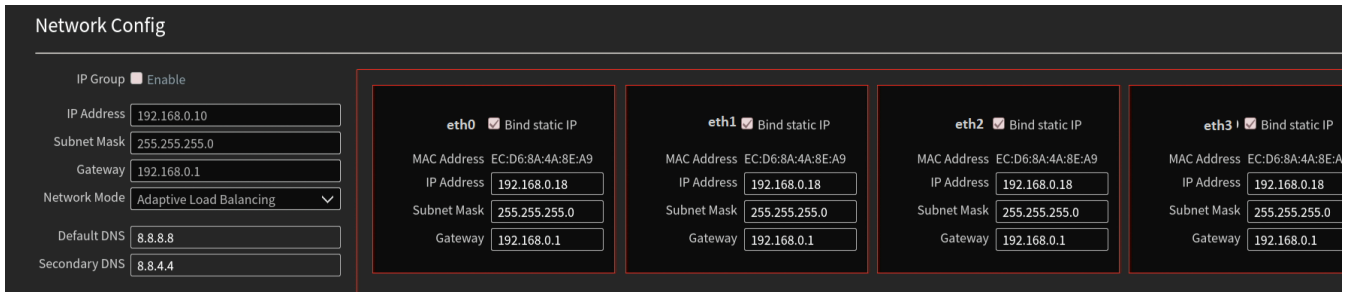 Network Config
IP Group Enable
IP Address 192.168.0.10
Subnet Mask 255.255.255.0
Gateway 192.168.0.1
Network Mode Adaptive Load Balancing
Default DNS 8.8.8.8
Secondary DNS 8.8.4.4
eth0 Bind static IP
MAC Address EC:D6:8A:4A:8E:A9
IP Address 192.168.0.18
Subnet Mask 255.255.255.0
Gateway 192.168.0.1
eth1 Bind static IP
MAC Address EC:D6:8A:4A:8E:A9
IP Address 192.168.0.18
Subnet Mask 255.255.255.0
Gateway 192.168.0.1
eth2 Bind static IP
MAC Address EC:D6:8A:4A:8E:A9
IP Address 192.168.0.18
Subnet Mask 255.255.255.0
Gateway 192.168.0.1
eth3 Bind static IP
MAC Address EC:D6:8A:4A:8E:A
IP Address 192.168.0.18
Subnet Mask 255.255.255.0
Gateway 192.168.0.1